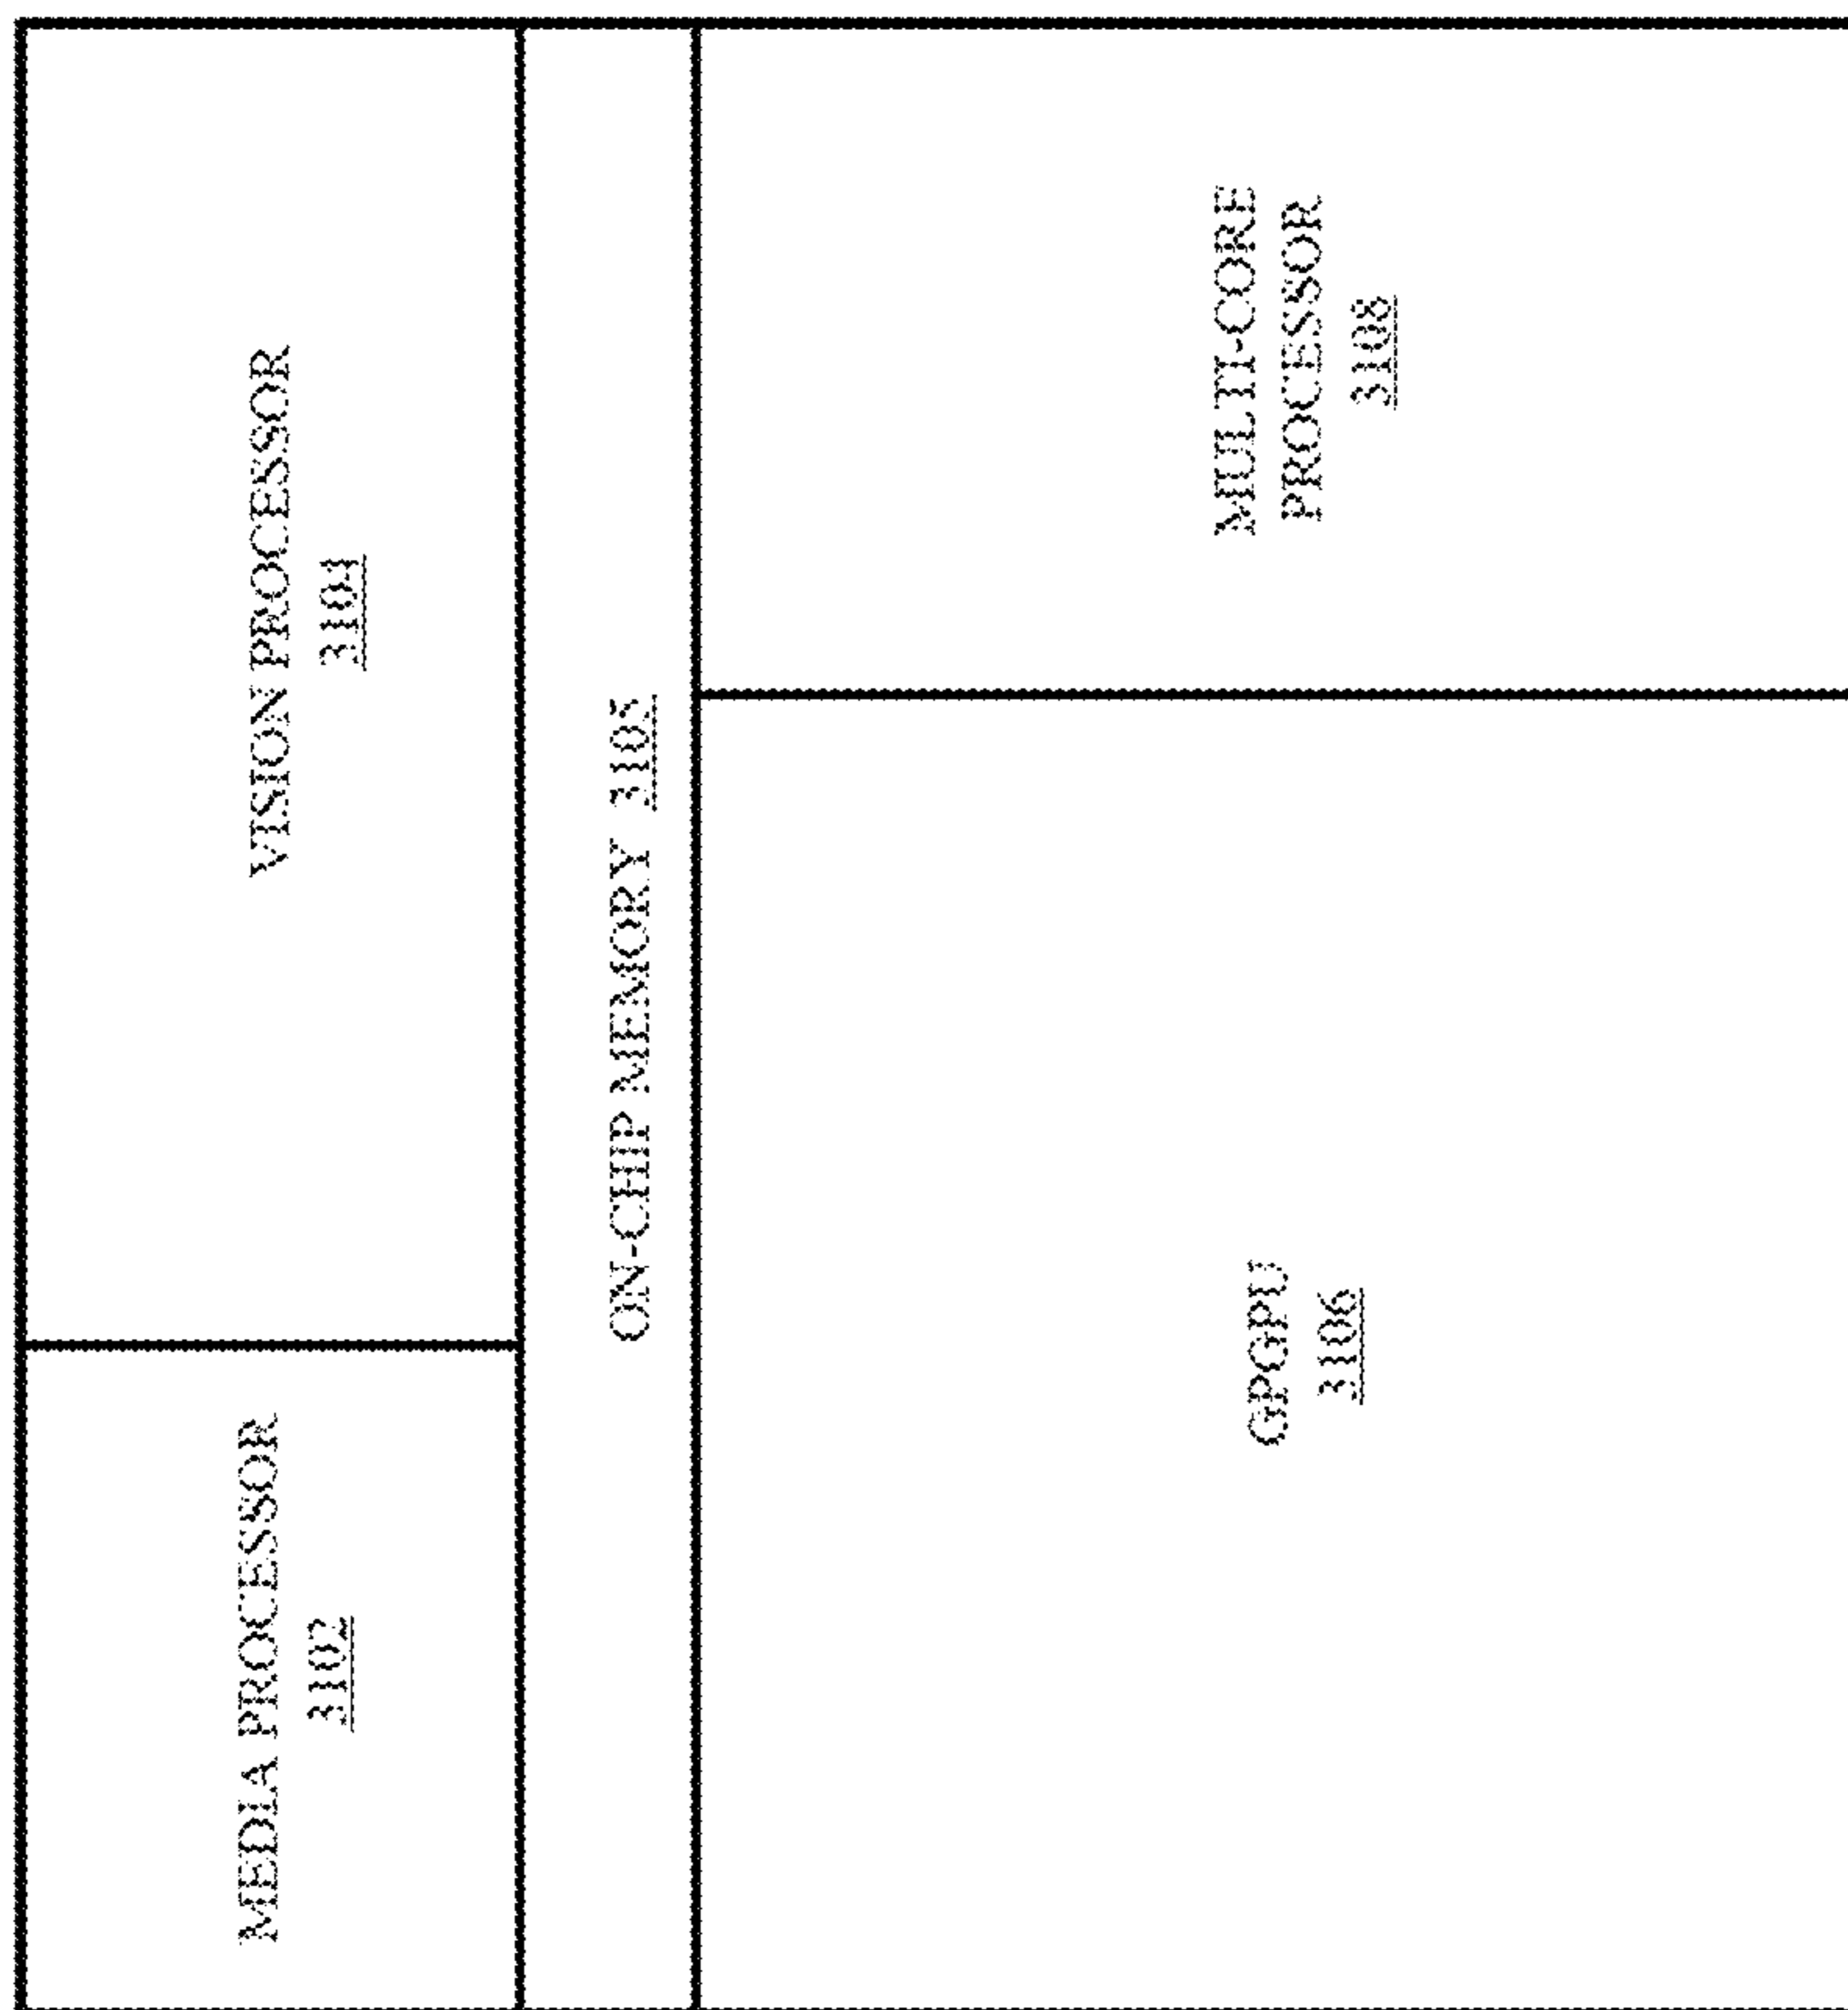 MEDIA PROCESSOR
3102
VISION PROCESSOR
3104
ON-CHIP MEMORY 3105
GPGPU
3106
MULTI-CORE
PROCESSOR
3108